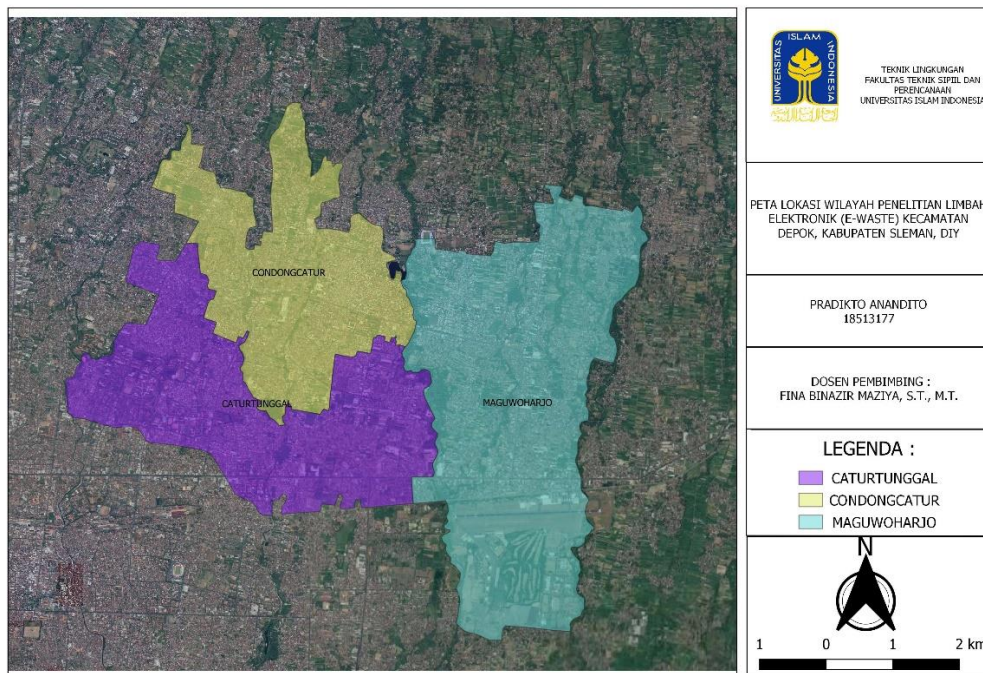 CONDONGCATUR
CATURTUNGGAL
MAGUWOHARJO
UNIVERSITAS
ISLAM
INDONESIA
TEKNIK LINGKUNGAN
FAKULTAS TEKNIK SIPIIL DAN
PERENCANAAN
UNIVERSITAS ISLAM INDONESIA
PETA LOKASI WILAYAH PENELITIAN LIMBAH
ELEKTRONIK (E-WASTE) KECAMATAN
DEPOK, KABUPATEN SLEMAN, DIY
PRADIKTO ANANDITO
18513177
DOSEN PEMBIMBING :
FINA BINAZIR MAZIYA, S.T., M.T.
LEGENDA :
CATURTUNGGAL
CONDONGCATUR
MAGUWOHARJO
N
1 0 1 2 km